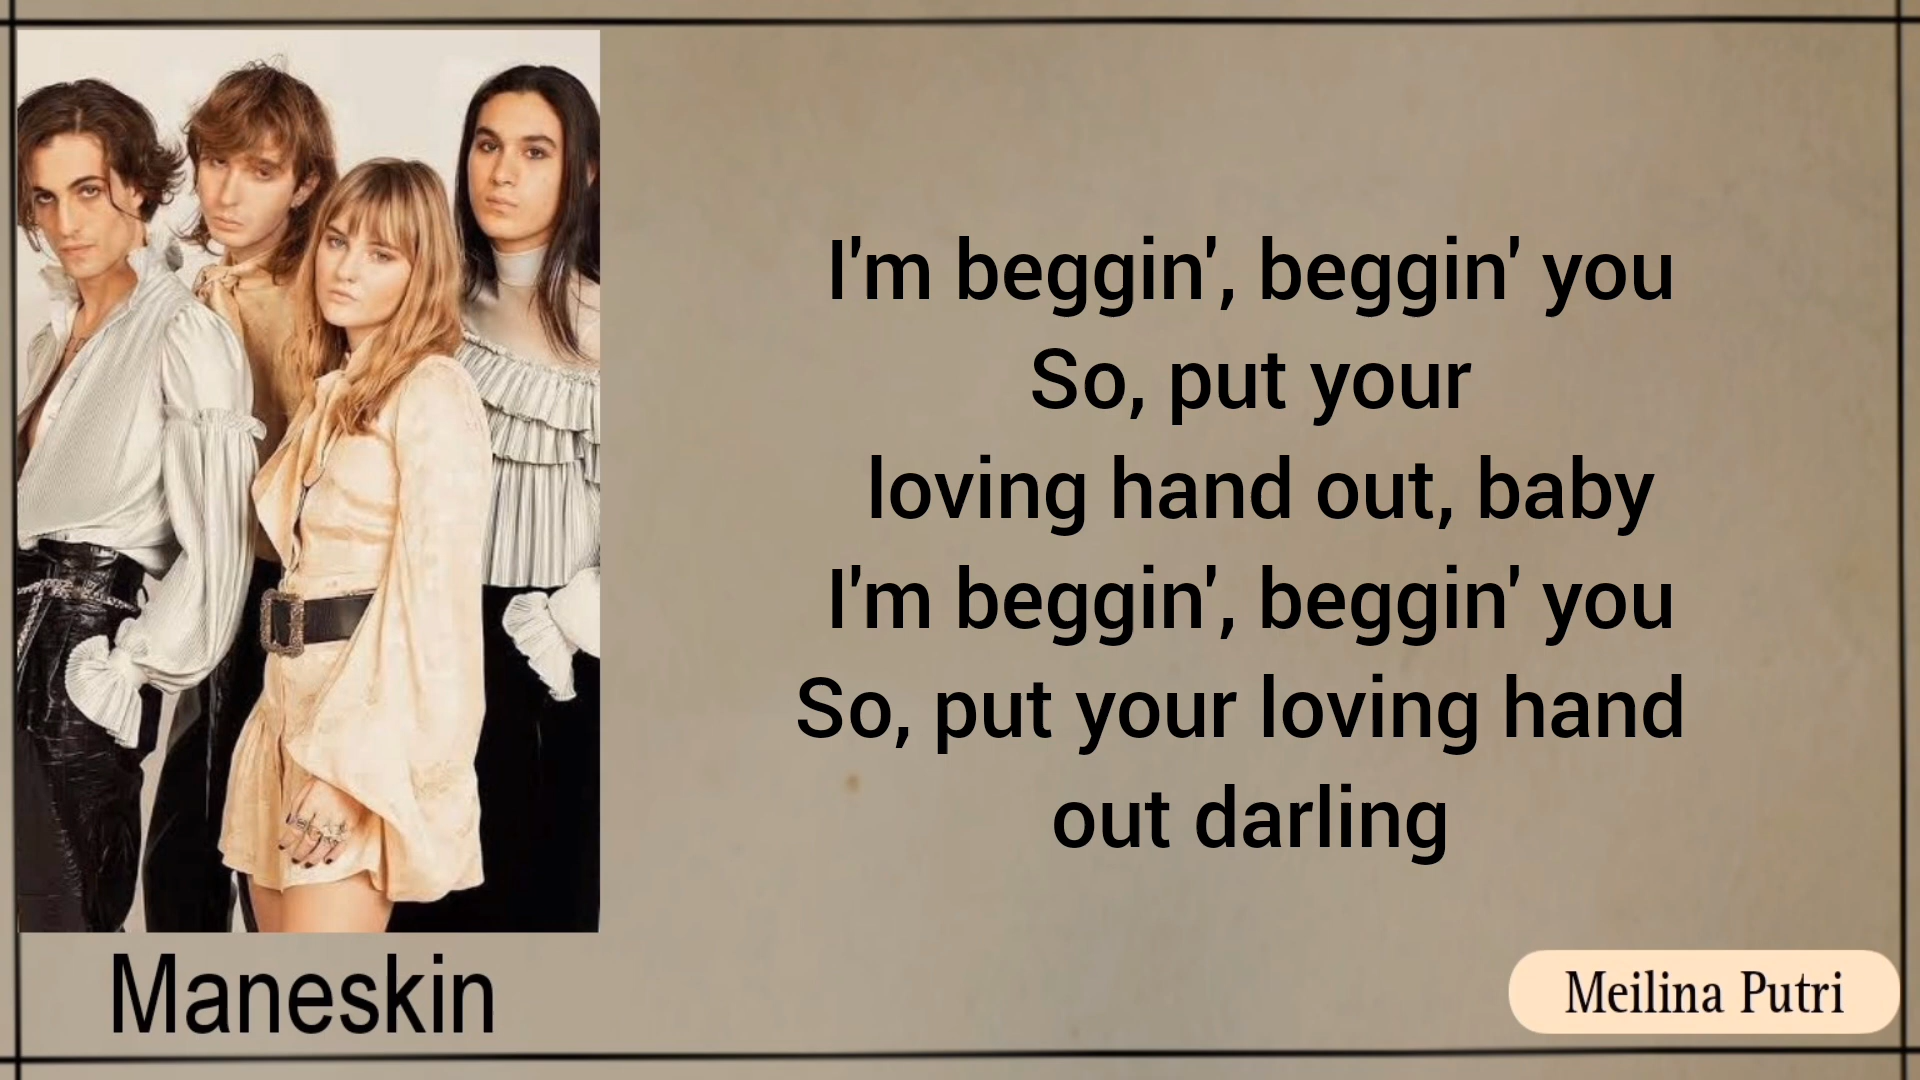 I'm beggin', beggin' you
So, put your
loving hand out, baby
I'm beggin', beggin' you
So, put your loving hand
out darling
Maneskin
Meilina Putri